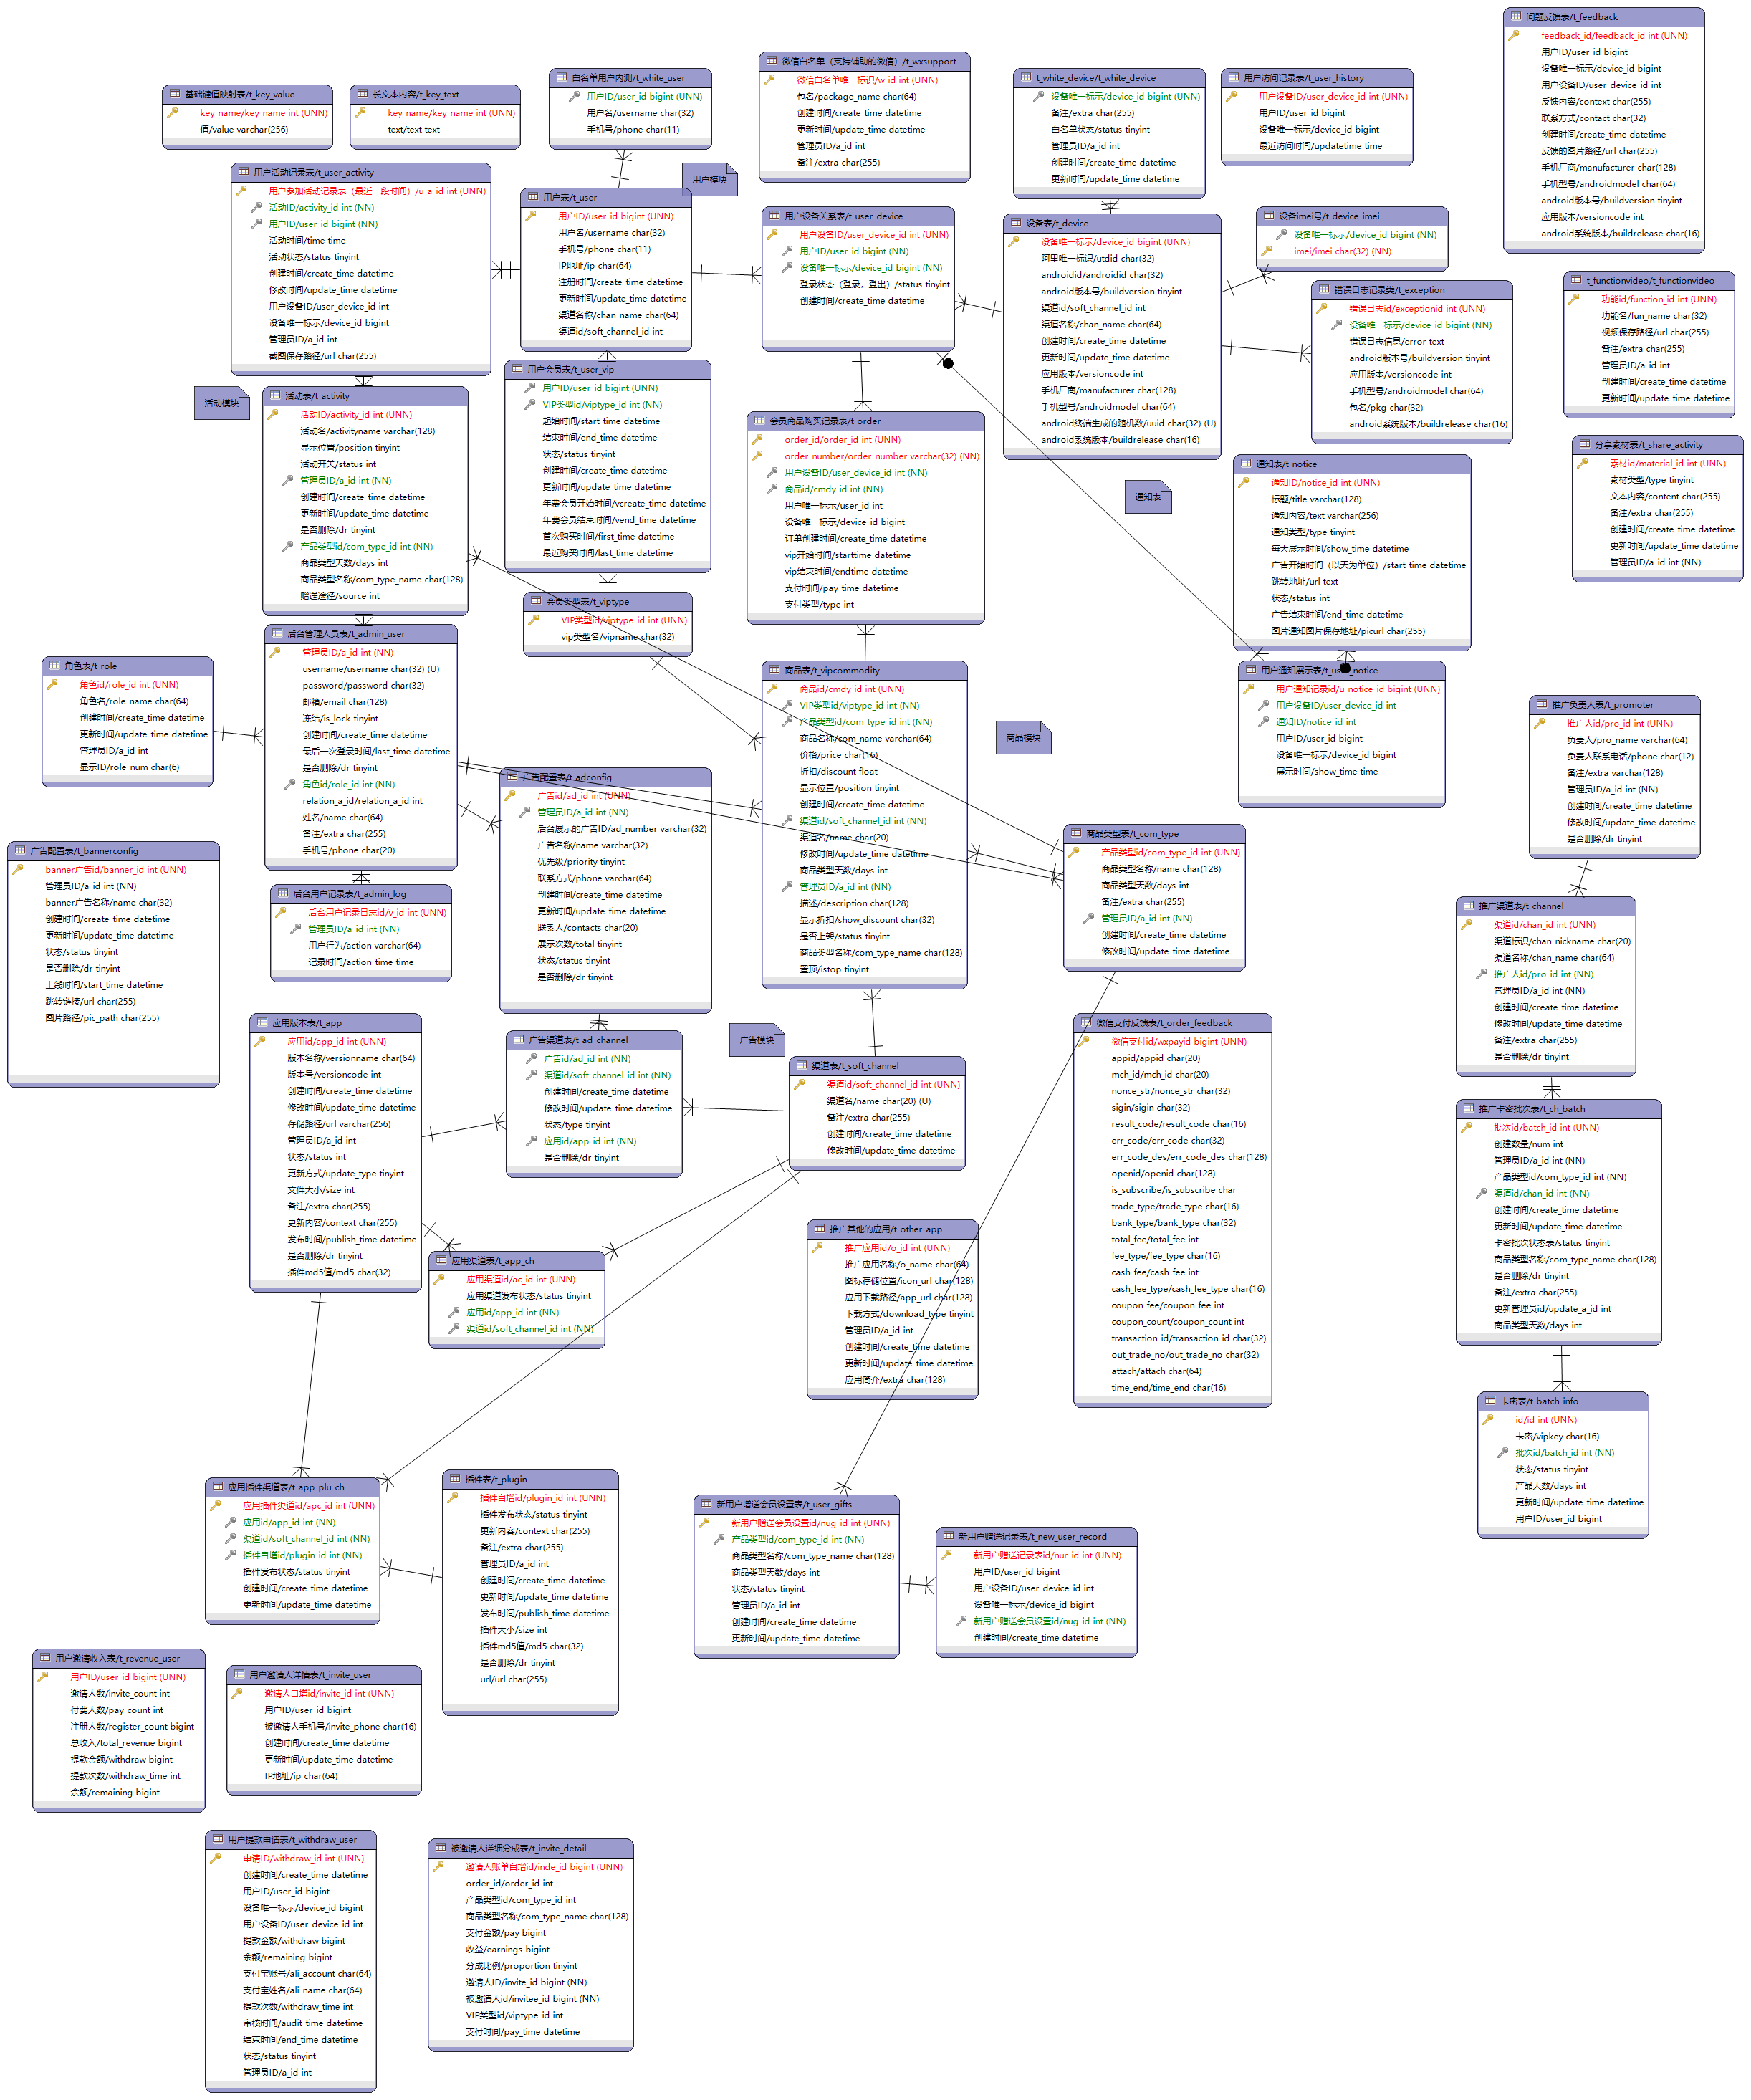 问题反馈表/t_feedback
feedback_id/feedback_id int (UNN)
用户ID/user_id bigint
设备唯一标示/device_id bigint
用户设备ID/user_device_id int
反馈内容/context char(255)
联系方式/contact char(32)
创建时间/create_time datetime
反馈的图片路径/url char(255)
手机厂商/manufacturer char(128)
手机型号/androidmodel char(64)
android版本号/buildversion tinyint
应用版本/versioncode int
android系统版本/buildrelease char(16)
基础键值映射表/t_key_value
key_name/key_name int (UNN)
值/value varchar(256)
长文本内容/t_key_text
key_name/key_name int (UNN)
text/text text
白名单用户内测/t_white_user
用户ID/user_id bigint (UNN)
用户名/username char(32)
手机号/phone char(11)
微信白名单（支持辅助的微信）/t_wxsupport
微信白名单唯一标识/w_id int (UNN)
包名/package_name char(64)
创建时间/create_time datetime
更新时间/update_time datetime
管理员ID/a_id int
备注/extra char(255)
t_white_device/t_white_device
设备唯一标示/device_id bigint (UNN)
备注/extra char(255)
白名单状态/status tinyint
管理员ID/a_id int
创建时间/create_time datetime
更新时间/update_time datetime
用户访问记录表/t_user_history
用户设备ID/user_device_id int (UNN)
用户ID/user_id bigint
设备唯一标示/device_id bigint
最近访问时间/updatetime time
用户活动记录表/t_user_activity
用户参加活动记录表（最近一段时间）/u_a_id int (UNN)
活动ID/activity_id int (NN)
用户ID/user_id bigint (NN)
活动时间/time time
活动状态/status tinyint
创建时间/create_time datetime
修改时间/update_time datetime
用户设备ID/user_device_id int
设备唯一标示/device_id bigint
管理员ID/a_id int
截图保存路径/url char(255)
用户模块
用户表/t_user
用户ID/user_id bigint (UNN)
用户名/username char(32)
手机号/phone char(11)
IP地址/ip char(64)
注册时间/create_time datetime
更新时间/update_time datetime
渠道名称/chan_name char(64)
渠道id/soft_channel_id int
用户设备关系表/t_user_device
用户设备ID/user_device_id int (UNN)
用户ID/user_id bigint (NN)
设备唯一标示/device_id bigint (NN)
登录状态（登录，登出）/status tinyint
创建时间/create_time datetime
设备表/t_device
设备唯一标示/device_id bigint (UNN)
阿里唯一标识/utdid char(32)
androidid/androidid char(32)
android版本号/buildversion tinyint
渠道id/soft_channel_id int
渠道名称/chan_name char(64)
创建时间/create_time datetime
更新时间/update_time datetime
应用版本/versioncode int
手机厂商/manufacturer char(128)
手机型号/androidmodel char(64)
android终端生成的随机数/uuid char(32) (U)
android系统版本/buildrelease char(16)
设备imei号/t_device_imei
设备唯一标示/device_id bigint (NN)
imei/imei char(32) (NN)
错误日志记录类/t_exception
错误日志id/exceptionid int (UNN)
设备唯一标示/device_id bigint (NN)
错误日志信息/error text
android版本号/buildversion tinyint
应用版本/versioncode int
手机型号/androidmodel char(64)
包名/pkg char(32)
android系统版本/buildrelease char(16)
t_functionvideo/t_functionvideo
功能id/function_id int (UNN)
功能名/fun_name char(32)
视频保存路径/url char(255)
备注/extra char(255)
管理员ID/a_id int
创建时间/create_time datetime
更新时间/update_time datetime
分享素材表/t_share_activity
素材id/material_id int (UNN)
素材类型/type tinyint
文本内容/content char(255)
备注/extra char(255)
创建时间/create_time datetime
更新时间/update_time datetime
管理员ID/a_id int (NN)
活动模块
活动表/t_activity
活动ID/activity_id int (UNN)
活动名/activityname varchar(128)
显示位置/position tinyint
活动开关/status int
管理员ID/a_id int (NN)
创建时间/create_time datetime
更新时间/update_time datetime
是否删除/dr tinyint
产品类型id/com_type_id int (NN)
商品类型天数/days int
商品类型名称/com_type_name char(128)
赠送途径/source int
用户会员表/t_user_vip
用户ID/user_id bigint (UNN)
VIP类型id/viptype_id int (NN)
起始时间/start_time datetime
结束时间/end_time datetime
状态/status tinyint
创建时间/create_time datetime
更新时间/update_time datetime
年费会员开始时间/vcreate_time datetime
年费会员结束时间/vend_time datetime
首次购买时间/first_time datetime
最近购买时间/last_time datetime
会员商品购买记录表/t_order
order_id/order_id int (UNN)
order_number/order_number varchar(32) (NN)
用户设备ID/user_device_id int (NN)
商品id/cmdy_id int (NN)
用户唯一标示/user_id int
设备唯一标示/device_id bigint
订单创建时间/create_time datetime
vip开始时间/starttime datetime
vip结束时间/endtime datetime
支付时间/pay_time datetime
支付类型/type int
通知表
通知表/t_notice
通知ID/notice_id int (UNN)
标题/title varchar(128)
通知内容/text varchar(256)
通知类型/type tinyint
每天展示时间/show_time datetime
广告开始时间（以天为单位）/start_time datetime
跳转地址/url text
状态/status int
广告结束时间/end_time datetime
图片通知图片保存地址/picurl char(255)
会员类型表/t_viptype
VIP类型id/viptype_id int (UNN)
vip类型名/vipname char(32)
后台管理人员表/t_admin_user
管理员ID/a_id int (NN)
username/username char(32) (U)
password/password char(32)
邮箱/email char(128)
冻结/is_lock tinyint
创建时间/create_time datetime
最后一次登录时间/last_time datetime
是否删除/dr tinyint
角色id/role_id int (NN)
relation_a_id/relation_a_id int
姓名/name char(64)
备注/extra char(255)
手机号/phone char(20)
角色表/t_role
角色id/role_id int (UNN)
角色名/role_name char(64)
创建时间/create_time datetime
更新时间/update_time datetime
管理员ID/a_id int
显示ID/role_num char(6)
商品表/t_vipcommodity
商品id/cmdy_id int (UNN)
VIP类型id/viptype_id int (NN)
产品类型id/com_type_id int (NN)
商品名称/com_name varchar(64)
价格/price char(16)
折扣/discount float
显示位置/position tinyint
创建时间/create_time datetime
渠道id/soft_channel_id int (NN)
渠道名/name char(20)
修改时间/update_time datetime
商品类型天数/days int
管理员ID/a_id int (NN)
描述/description char(128)
显示折扣/show_discount char(32)
是否上架/status tinyint
商品类型名称/com_type_name char(128)
置顶/istop tinyint
商品模块
用户通知展示表/t_user_notice
用户通知记录id/u_notice_id bigint (UNN)
用户设备ID/user_device_id int
通知ID/notice_id int
用户ID/user_id bigint
设备唯一标示/device_id bigint
展示时间/show_time time
推广负责人表/t_promoter
推广人id/pro_id int (UNN)
负责人/pro_name varchar(64)
负责人联系电话/phone char(12)
备注/extra varchar(128)
管理员ID/a_id int (NN)
创建时间/create_time datetime
修改时间/update_time datetime
是否删除/dr tinyint
广告配置表/t_adconfig
广告id/ad_id int (UNN)
管理员ID/a_id int (NN)
后台展示的广告ID/ad_number varchar(32)
广告名称/name varchar(32)
优先级/priority tinyint
联系方式/phone varchar(64)
创建时间/create_time datetime
更新时间/update_time datetime
联系人/contacts char(20)
展示次数/total tinyint
状态/status tinyint
是否删除/dr tinyint
商品类型表/t_com_type
产品类型id/com_type_id int (UNN)
商品类型名称/name char(128)
商品类型天数/days int
备注/extra char(255)
管理员ID/a_id int (NN)
创建时间/create_time datetime
修改时间/update_time datetime
广告配置表/t_bannerconfig
banner广告id/banner_id int (UNN)
管理员ID/a_id int (NN)
banner广告名称/name char(32)
创建时间/create_time datetime
更新时间/update_time datetime
状态/status tinyint
是否删除/dr tinyint
上线时间/start_time datetime
跳转链接/url char(255)
图片路径/pic_path char(255)
后台用户记录表/t_admin_log
后台用户记录日志id/v_id int (UNN)
管理员ID/a_id int (NN)
用户行为/action varchar(64)
记录时间/action_time time
推广渠道表/t_channel
渠道id/chan_id int (UNN)
渠道标识/chan_nickname char(20)
渠道名称/chan_name char(64)
推广人id/pro_id int (NN)
管理员ID/a_id int (NN)
创建时间/create_time datetime
修改时间/update_time datetime
备注/extra char(255)
是否删除/dr tinyint
应用版本表/t_app
应用id/app_id int (UNN)
版本名称/versionname char(64)
版本号/versioncode int
创建时间/create_time datetime
修改时间/update_time datetime
存储路径/url varchar(256)
管理员ID/a_id int
状态/status int
更新方式/update_type tinyint
文件大小/size int
备注/extra char(255)
更新内容/context char(255)
发布时间/publish_time datetime
是否删除/dr tinyint
插件md5值/md5 char(32)
广告渠道表/t_ad_channel
广告id/ad_id int (NN)
渠道id/soft_channel_id int (NN)
创建时间/create_time datetime
修改时间/update_time datetime
状态/type tinyint
应用id/app_id int (NN)
是否删除/dr tinyint
广告模块
渠道表/t_soft_channel
渠道id/soft_channel_id int (UNN)
渠道名/name char(20) (U)
备注/extra char(255)
创建时间/create_time datetime
修改时间/update_time datetime
微信支付反馈表/t_order_feedback
微信支付id/wxpayid bigint (UNN)
appid/appid char(20)
mch_id/mch_id char(20)
nonce_str/nonce_str char(32)
sigin/sigin char(32)
result_code/result_code char(16)
err_code/err_code char(32)
err_code_des/err_code_des char(128)
openid/openid char(128)
is_subscribe/is_subscribe char
trade_type/trade_type char(16)
bank_type/bank_type char(32)
total_fee/total_fee int
fee_type/fee_type char(16)
cash_fee/cash_fee int
cash_fee_type/cash_fee_type char(16)
coupon_fee/coupon_fee int
coupon_count/coupon_count int
transaction_id/transaction_id char(32)
out_trade_no/out_trade_no char(32)
attach/attach char(64)
time_end/time_end char(16)
推广卡密批次表/t_ch_batch
批次id/batch_id int (UNN)
创建数量/num int
管理员ID/a_id int (NN)
产品类型id/com_type_id int (NN)
渠道id/chan_id int (NN)
创建时间/create_time datetime
更新时间/update_time datetime
卡密批次状态表/status tinyint
商品类型名称/com_type_name char(128)
是否删除/dr tinyint
备注/extra char(255)
更新管理员id/update_a_id int
商品类型天数/days int
应用渠道表/t_app_ch
应用渠道id/ac_id int (UNN)
应用渠道发布状态/status tinyint
应用id/app_id int (NN)
渠道id/soft_channel_id int (NN)
推广其他的应用/t_other_app
推广应用id/o_id int (UNN)
推广应用名称/o_name char(64)
图标存储位置/icon_url char(128)
应用下载路径/app_url char(128)
下载方式/download_type tinyint
管理员ID/a_id int
创建时间/create_time datetime
更新时间/update_time datetime
应用简介/extra char(128)
卡密表/t_batch_info
id/id int (UNN)
卡密/vipkey char(16)
批次id/batch_id int (NN)
状态/status tinyint
产品天数/days int
更新时间/update_time datetime
用户ID/user_id bigint
应用插件渠道表/t_app_plu_ch
应用插件渠道id/apc_id int (UNN)
应用id/app_id int (NN)
渠道id/soft_channel_id int (NN)
插件自增id/plugin_id int (NN)
插件发布状态/status tinyint
创建时间/create_time datetime
更新时间/update_time datetime
插件表/t_plugin
插件自增id/plugin_id int (UNN)
插件发布状态/status tinyint
更新内容/context char(255)
备注/extra char(255)
管理员ID/a_id int
创建时间/create_time datetime
更新时间/update_time datetime
发布时间/publish_time datetime
插件大小/size int
插件md5值/md5 char(32)
是否删除/dr tinyint
url/url char(255)
新用户增送会员设置表/t_user_gifts
新用户赠送会员设置id/nug_id int (UNN)
产品类型id/com_type_id int (NN)
商品类型名称/com_type_name char(128)
商品类型天数/days int
状态/status tinyint
管理员ID/a_id int
创建时间/create_time datetime
更新时间/update_time datetime
新用户赠送记录表/t_new_user_record
新用户赠送记录表id/nur_id int (UNN)
用户ID/user_id bigint
用户设备ID/user_device_id int
设备唯一标示/device_id bigint
新用户赠送会员设置id/nug_id int (NN)
创建时间/create_time datetime
用户邀请收入表/t_revenue_user
用户ID/user_id bigint (UNN)
邀请人数/invite_count int
付费人数/pay_count int
注册人数/register_count bigint
总收入/total_revenue bigint
提款金额/withdraw bigint
提款次数/withdraw_time int
余额/remaining bigint
用户邀请人详情表/t_invite_user
邀请人自增id/invite_id int (UNN)
用户ID/user_id bigint
被邀请人手机号/invite_phone char(16)
创建时间/create_time datetime
更新时间/update_time datetime
IP地址/ip char(64)
用户提款申请表/t_withdraw_user
申请ID/withdraw_id int (UNN)
创建时间/create_time datetime
用户ID/user_id bigint
设备唯一标示/device_id bigint
用户设备ID/user_device_id int
提款金额/withdraw bigint
余额/remaining bigint
支付宝账号/ali_account char(64)
支付宝姓名/ali_name char(64)
提款次数/withdraw_time int
审核时间/audit_time datetime
结束时间/end_time datetime
状态/status tinyint
管理员ID/a_id int
被邀请人详细分成表/t_invite_detail
邀请人账单自增id/inde_id bigint (UNN)
order_id/order_id int
产品类型id/com_type_id int
商品类型名称/com_type_name char(128)
支付金额/pay bigint
收益/earnings bigint
分成比例/proportion tinyint
邀请人ID/invite_id bigint (NN)
被邀请人id/invitee_id bigint (NN)
VIP类型id/viptype_id int
支付时间/pay_time datetime